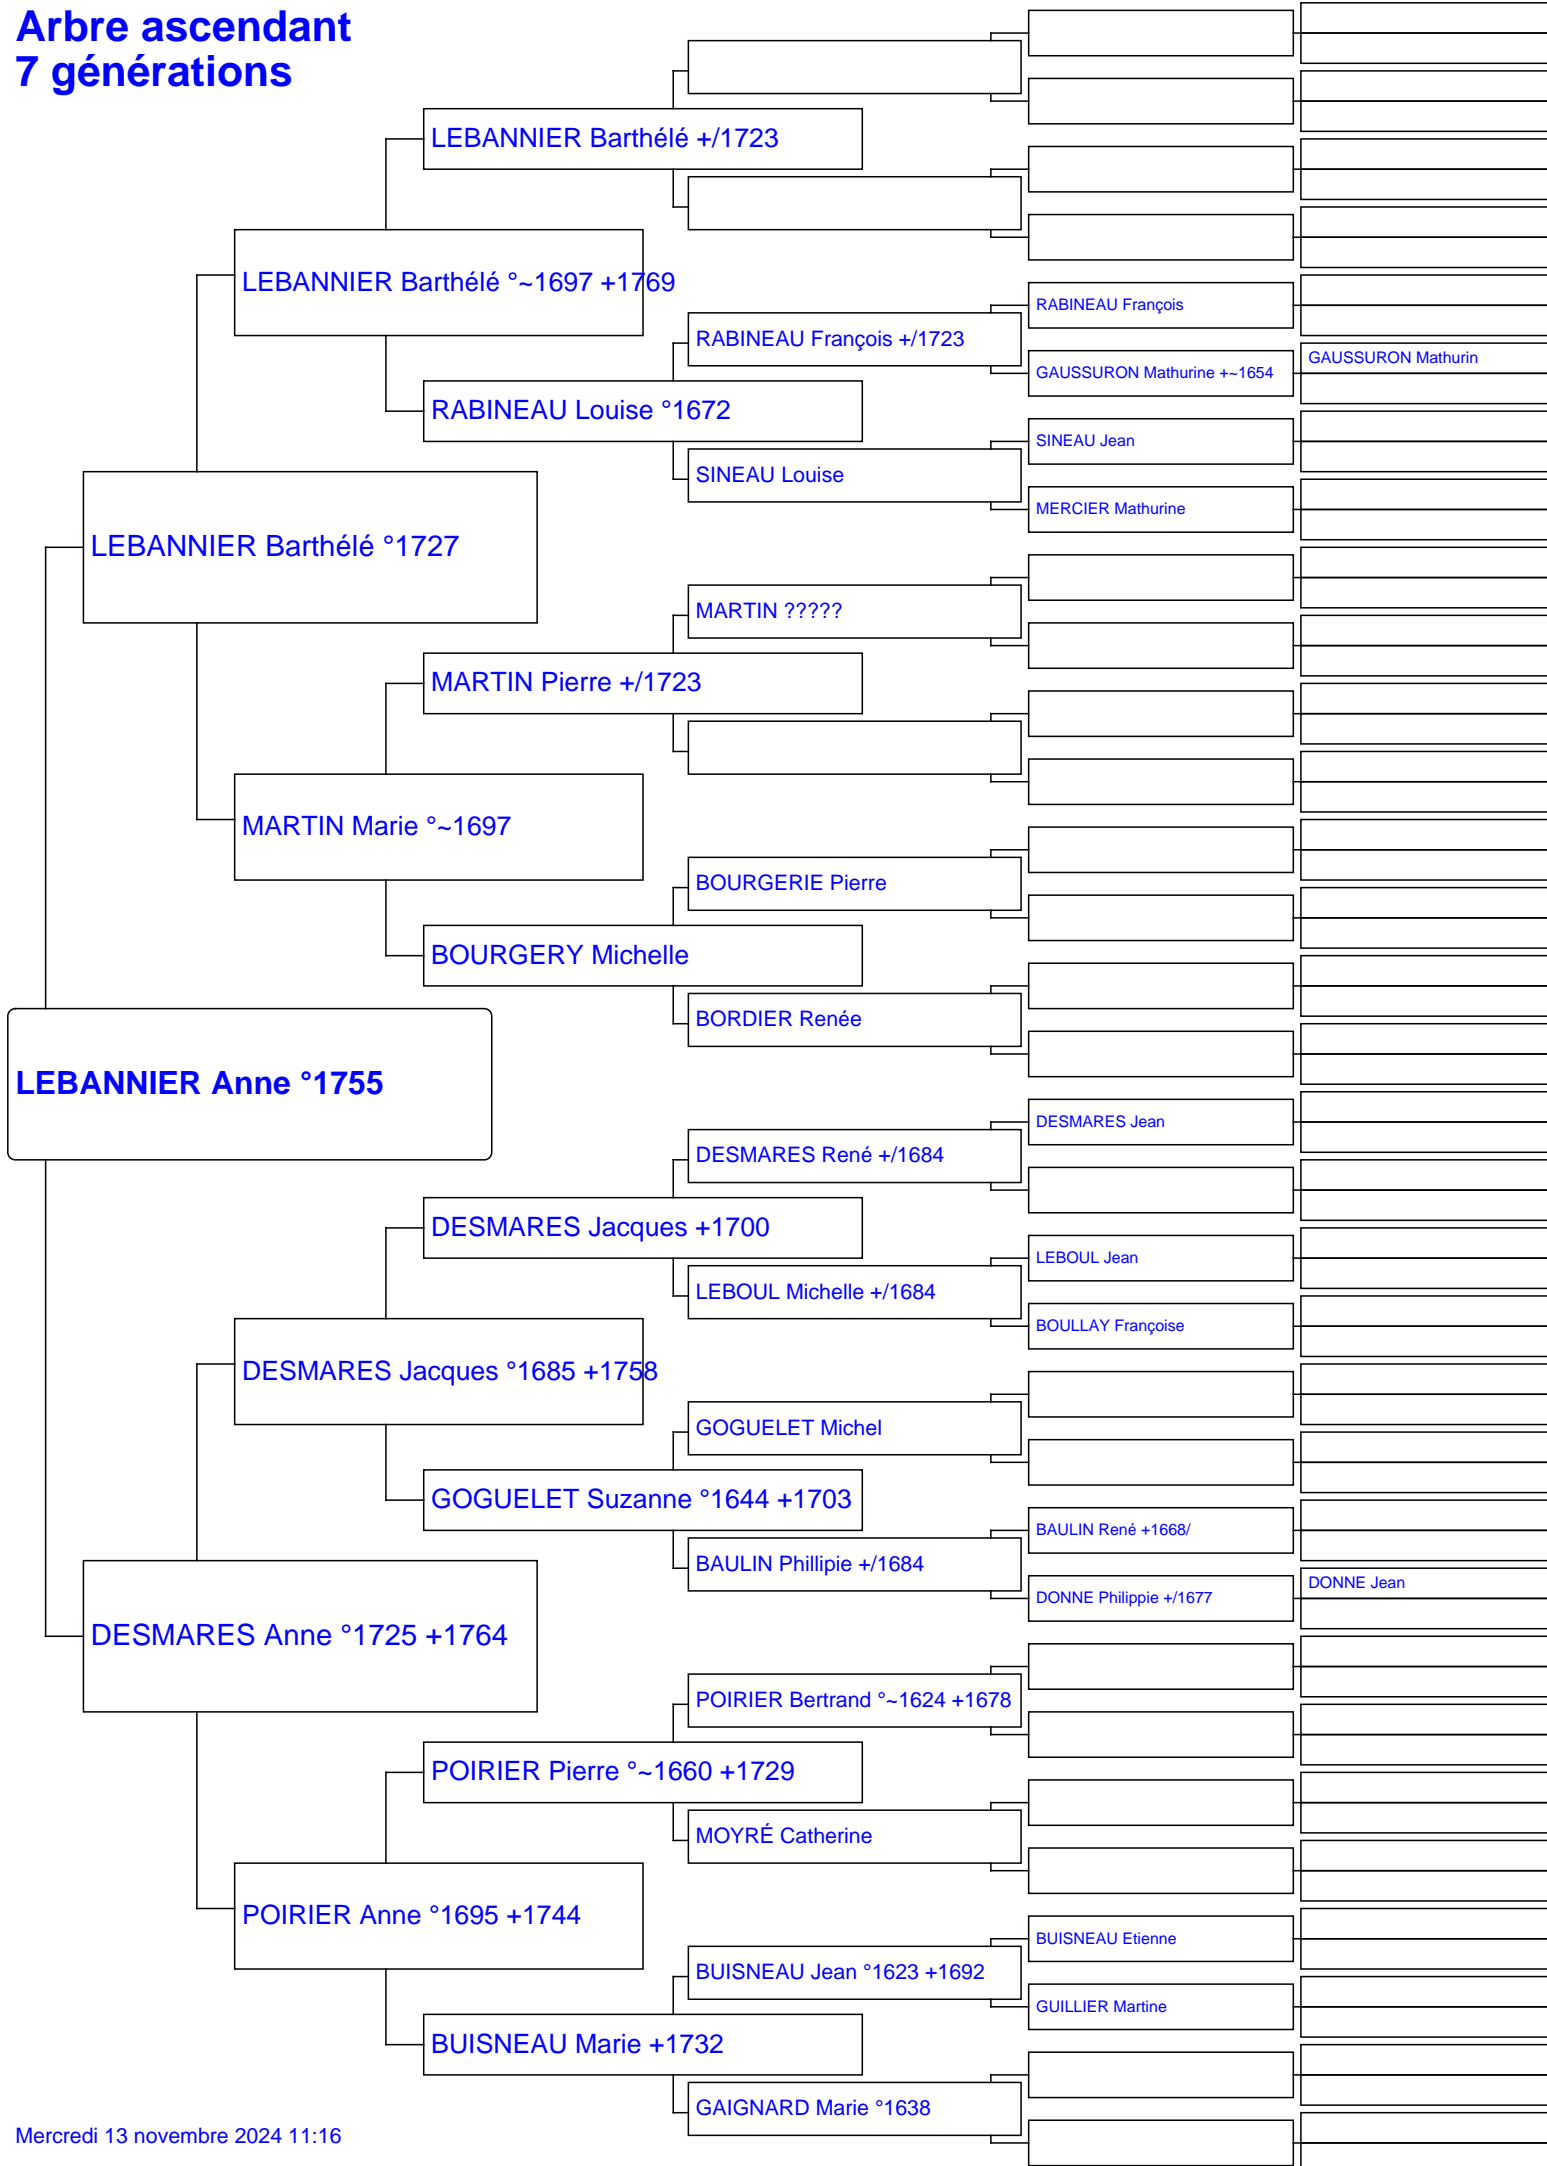 Arbre ascendant
7 générations
LEBANNIER Barthélé +/1723
LEBANNIER Barthélé °~1697 +1769
RABINEAU François
RABINEAU François +/1723
GAUSSURON Mathurin
GAUSSURON Mathurine +~1654
RABINEAU Louise °1672
SINEAU Jean
SINEAU Louise
MERCIER Mathurine
LEBANNIER Barthélé °1727
MARTIN ?????
MARTIN Pierre +/1723
MARTIN Marie °~1697
BOURGERIE Pierre
BOURGERY Michelle
BORDIER Renée
LEBANNIER Anne °1755
DESMARES Jean
DESMARES René +/1684
DESMARES Jacques +1700
LEBOUL Jean
LEBOUL Michelle +/1684
BOULLAY Françoise
DESMARES Jacques °1685 +1758
GOGUELET Michel
GOGUELET Suzanne °1644 +1703
BAULIN René +1668/
BAULIN Phillipie +/1684
DONNE Jean
DONNE Philippie +/1677
DESMARES Anne °1725 +1764
POIRIER Bertrand °~1624 +1678
POIRIER Pierre °~1660 +1729
MOYRÉ Catherine
POIRIER Anne °1695 +1744
BUISNEAU Etienne
BUISNEAU Jean °1623 +1692
GUILLIER Martine
BUISNEAU Marie +1732
GAIGNARD Marie °1638
Mercredi 13 novembre 2024 11:16